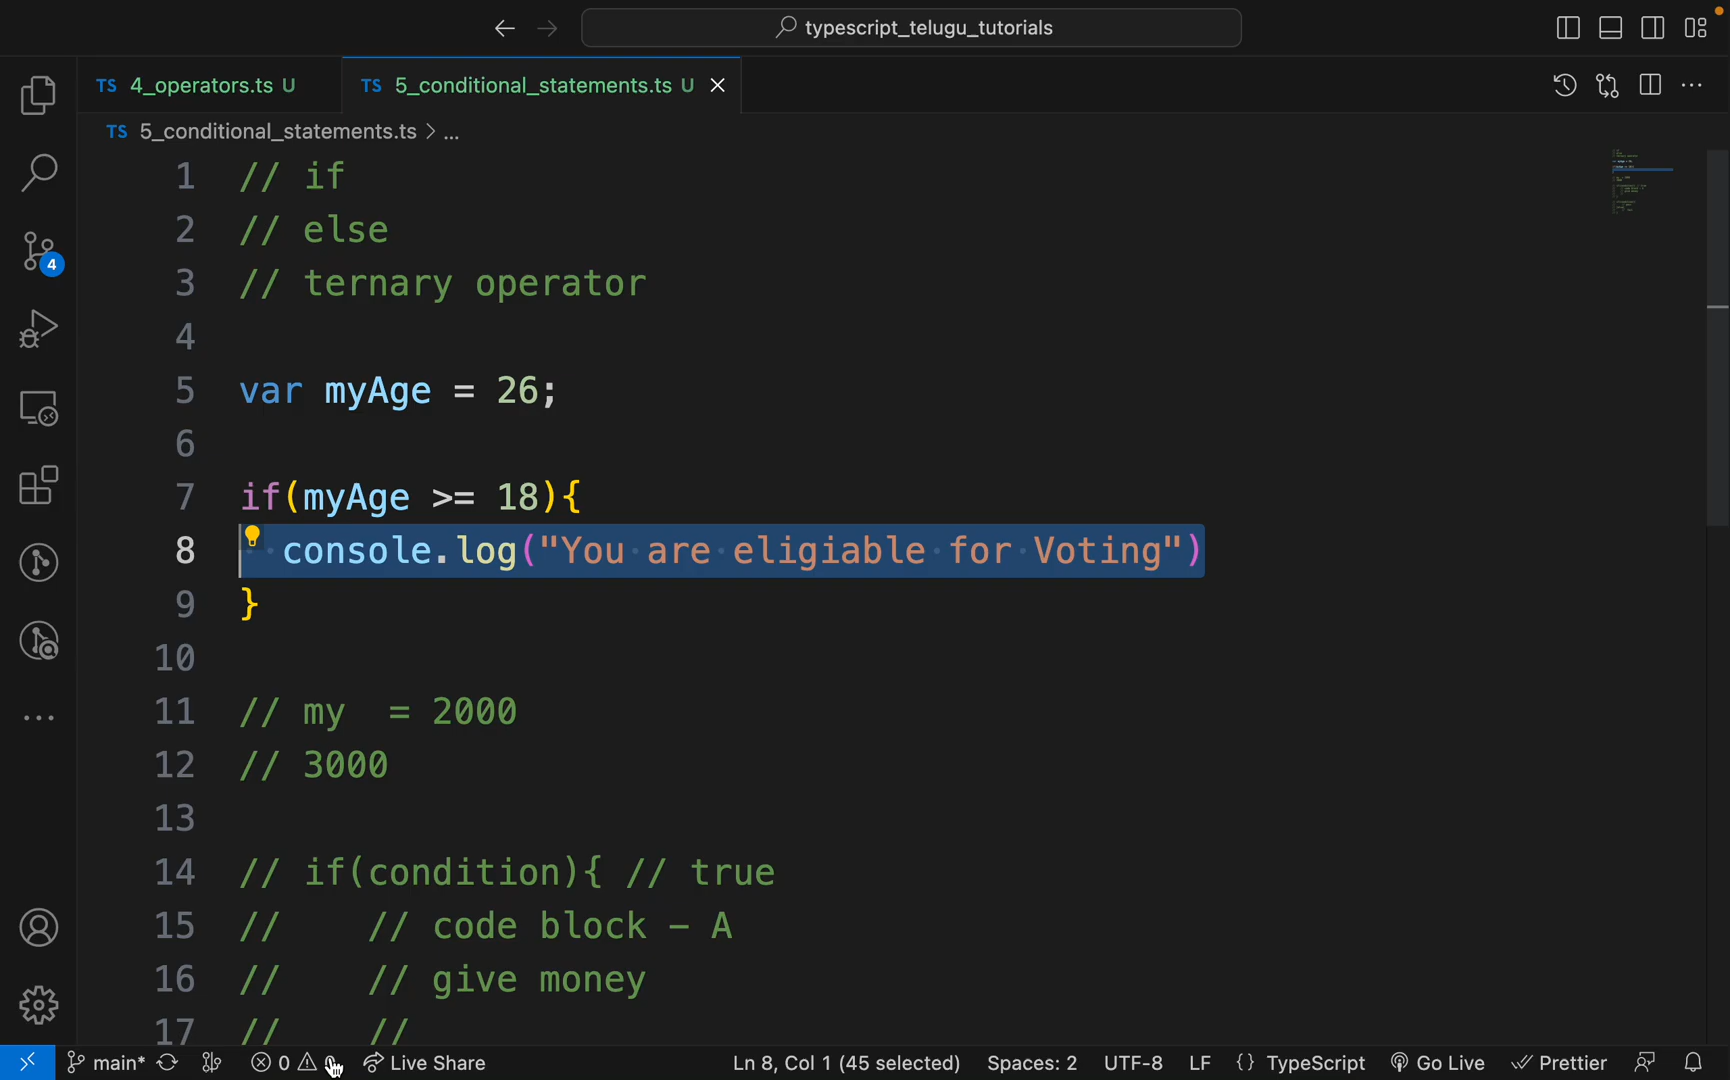 typescript_telugu_tutorials
TS 4_operators.ts U
TS 5_conditional_statements.ts U
TS 5_conditional_statements.ts > ...
1 // if
2 // else
3 // ternary operator
4
5 var myAge = 26;
6
7 if(myAge >= 18){
8 console.log("You are eligiable for Voting")
9 }
10
11 // my  = 2000
12 // 3000
13
14 // if(condition){ // true
15 //    // code block - A
16 //    // give money
17 //    //
4
main* 0 Live Share Ln 8, Col 1 (45 selected) Spaces: 2 UTF-8 LF {} TypeScript Go Live Prettier